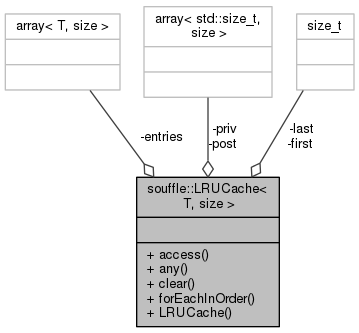 array< T, size >
array< std::size_t,
size >
size_t
-entries
-priv
-post
-last
-first
souffle::LRUCache<
T, size >
+ access()
+ any()
+ clear()
+ forEachInOrder()
+ LRUCache()